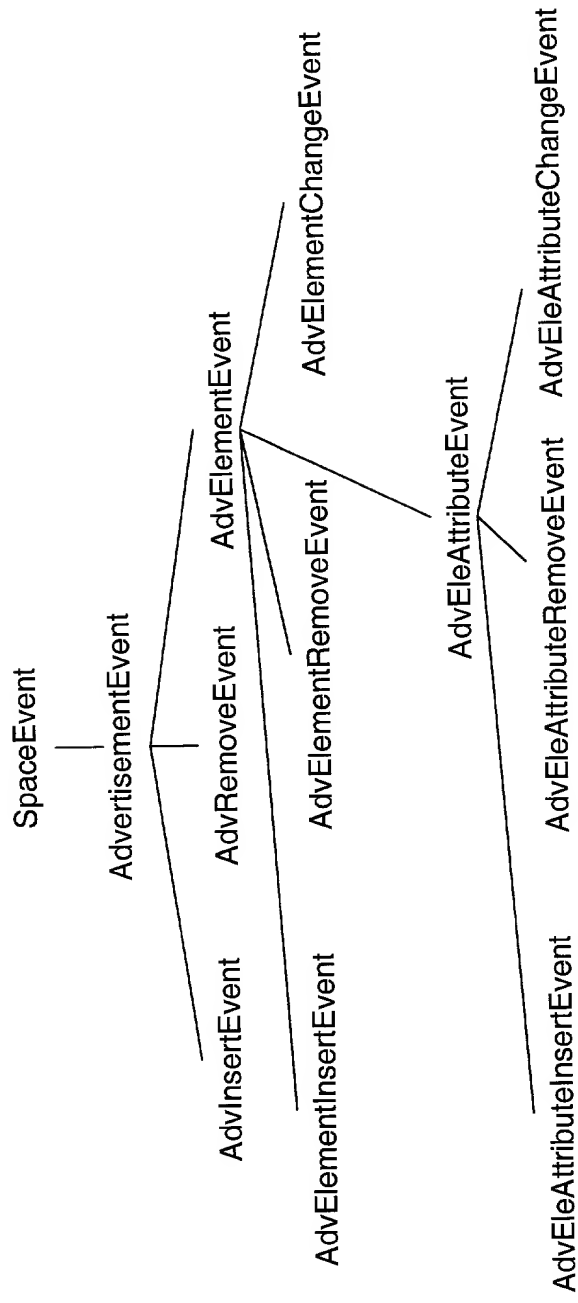 SpaceEvent
AdvertisementEvent
AdvInsertEvent
AdvRemoveEvent
AdvElementEvent
AdvElementInsertEvent
AdvElementRemoveEvent
AdvElementChangeEvent
AdvEleAttributeEvent
AdvEleAttributeInsertEvent
AdvEleAttributeRemoveEvent
AdvEleAttributeChangeEvent